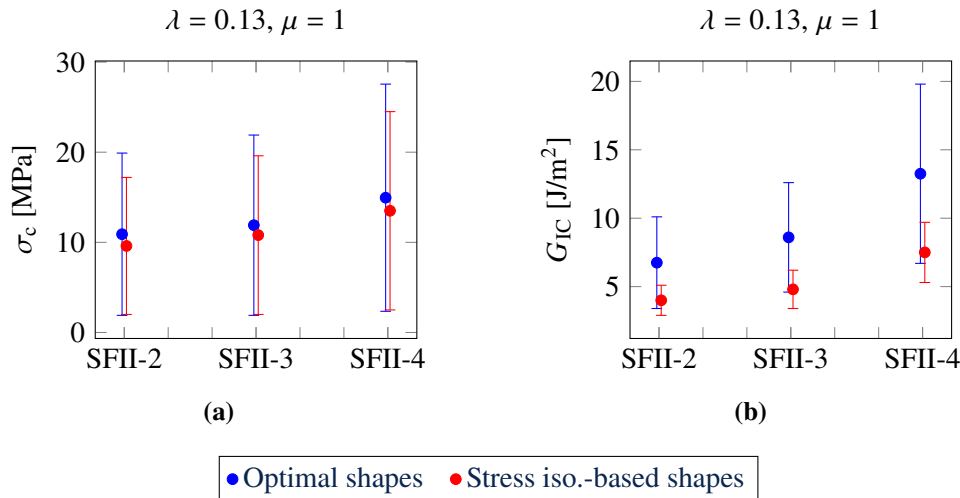 λ = 0.13, μ = 1
30
20
10
0
σc [MPa]
SFII-2 SFII-3 SFII-4
(a)
λ = 0.13, μ = 1
20
15
10
5
GIC [J/m²]
SFII-2 SFII-3 SFII-4
(b)
Optimal shapes Stress iso.-based shapes